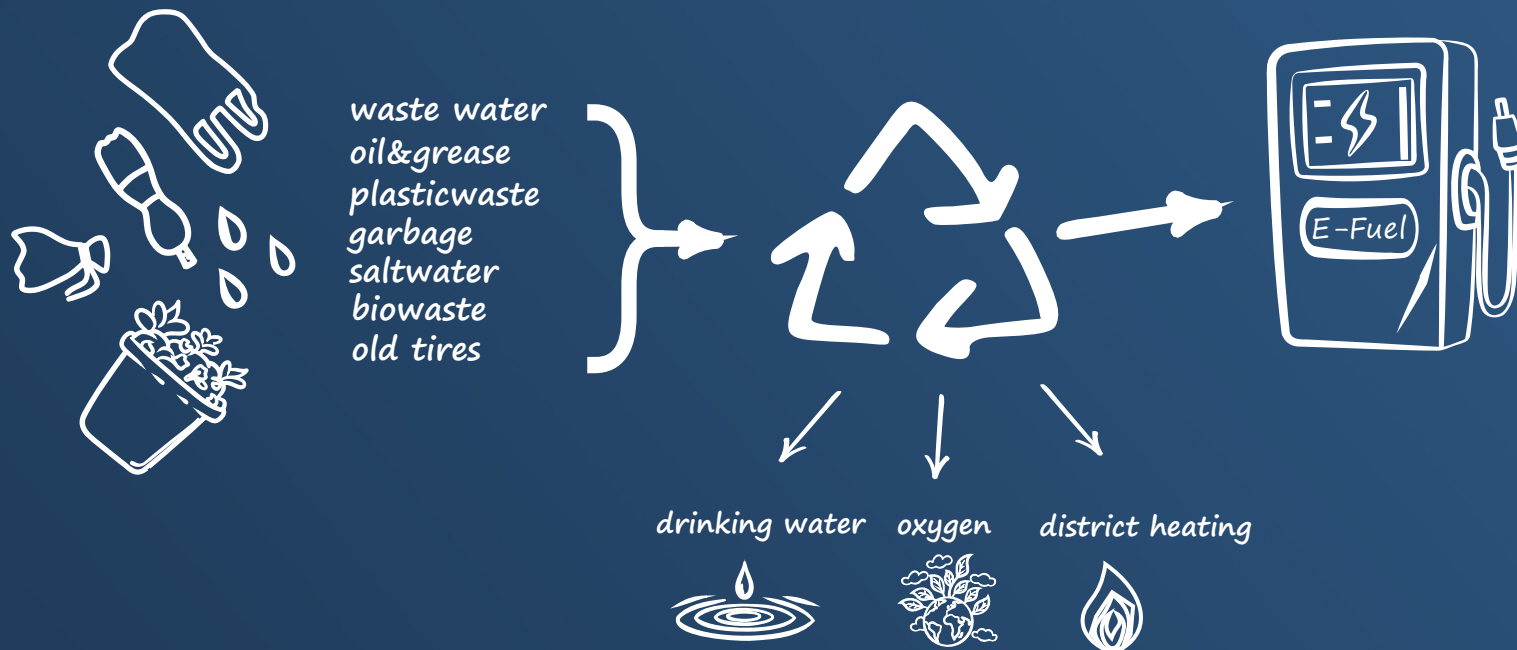 waste water
oil&grease
plasticwaste
garbage
saltwater
biowaste
old tires
E-Fuel
drinking water
oxygen
district heating